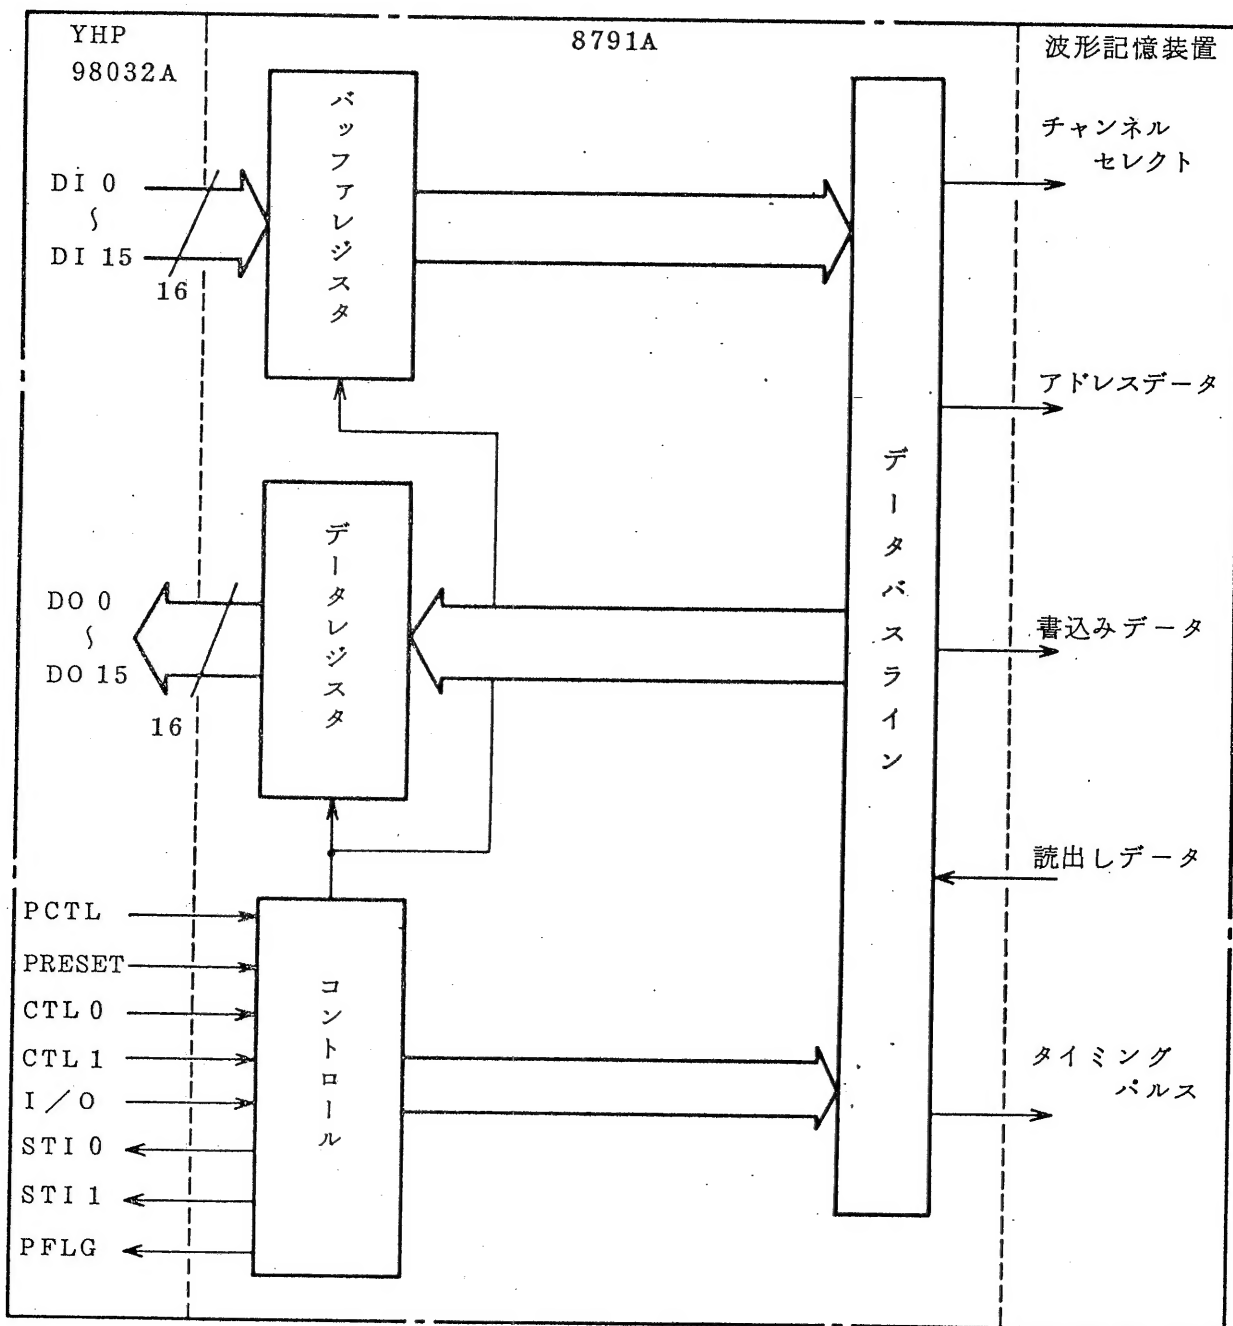 YHP
98032A
8791A
波形記憶装置
バッファレジスタ
チャンネル
セレクト
DI 0
〜
DI 15
16
アドレスデータ
データバスライン
データレジスタ
DO 0
〜
DO 15
16
書込みデータ
読出しデータ
PCTL
PRESET
CTL 0
CTL 1
I/O
STI 0
STI 1
PFLG
コントロール
タイミング
パルス